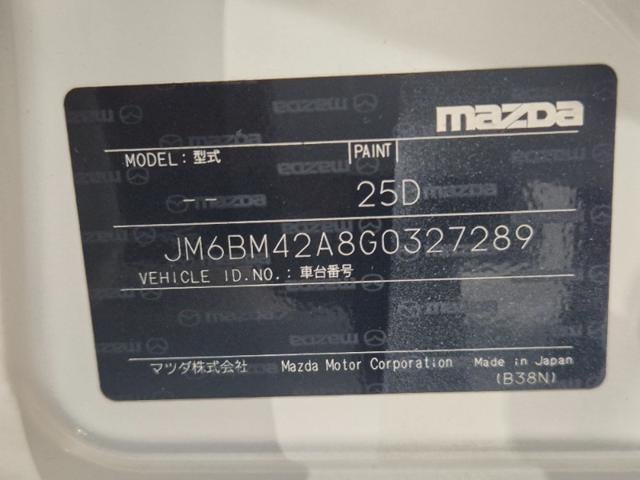 mazda
MODEL: 型式 PAINT
-- 25D
JM6BM42A8G0327289
VEHICLE ID.NO.: 車台番号
マツダ株式会社 Mazda Motor Corporation Made in Japan
(B38N)